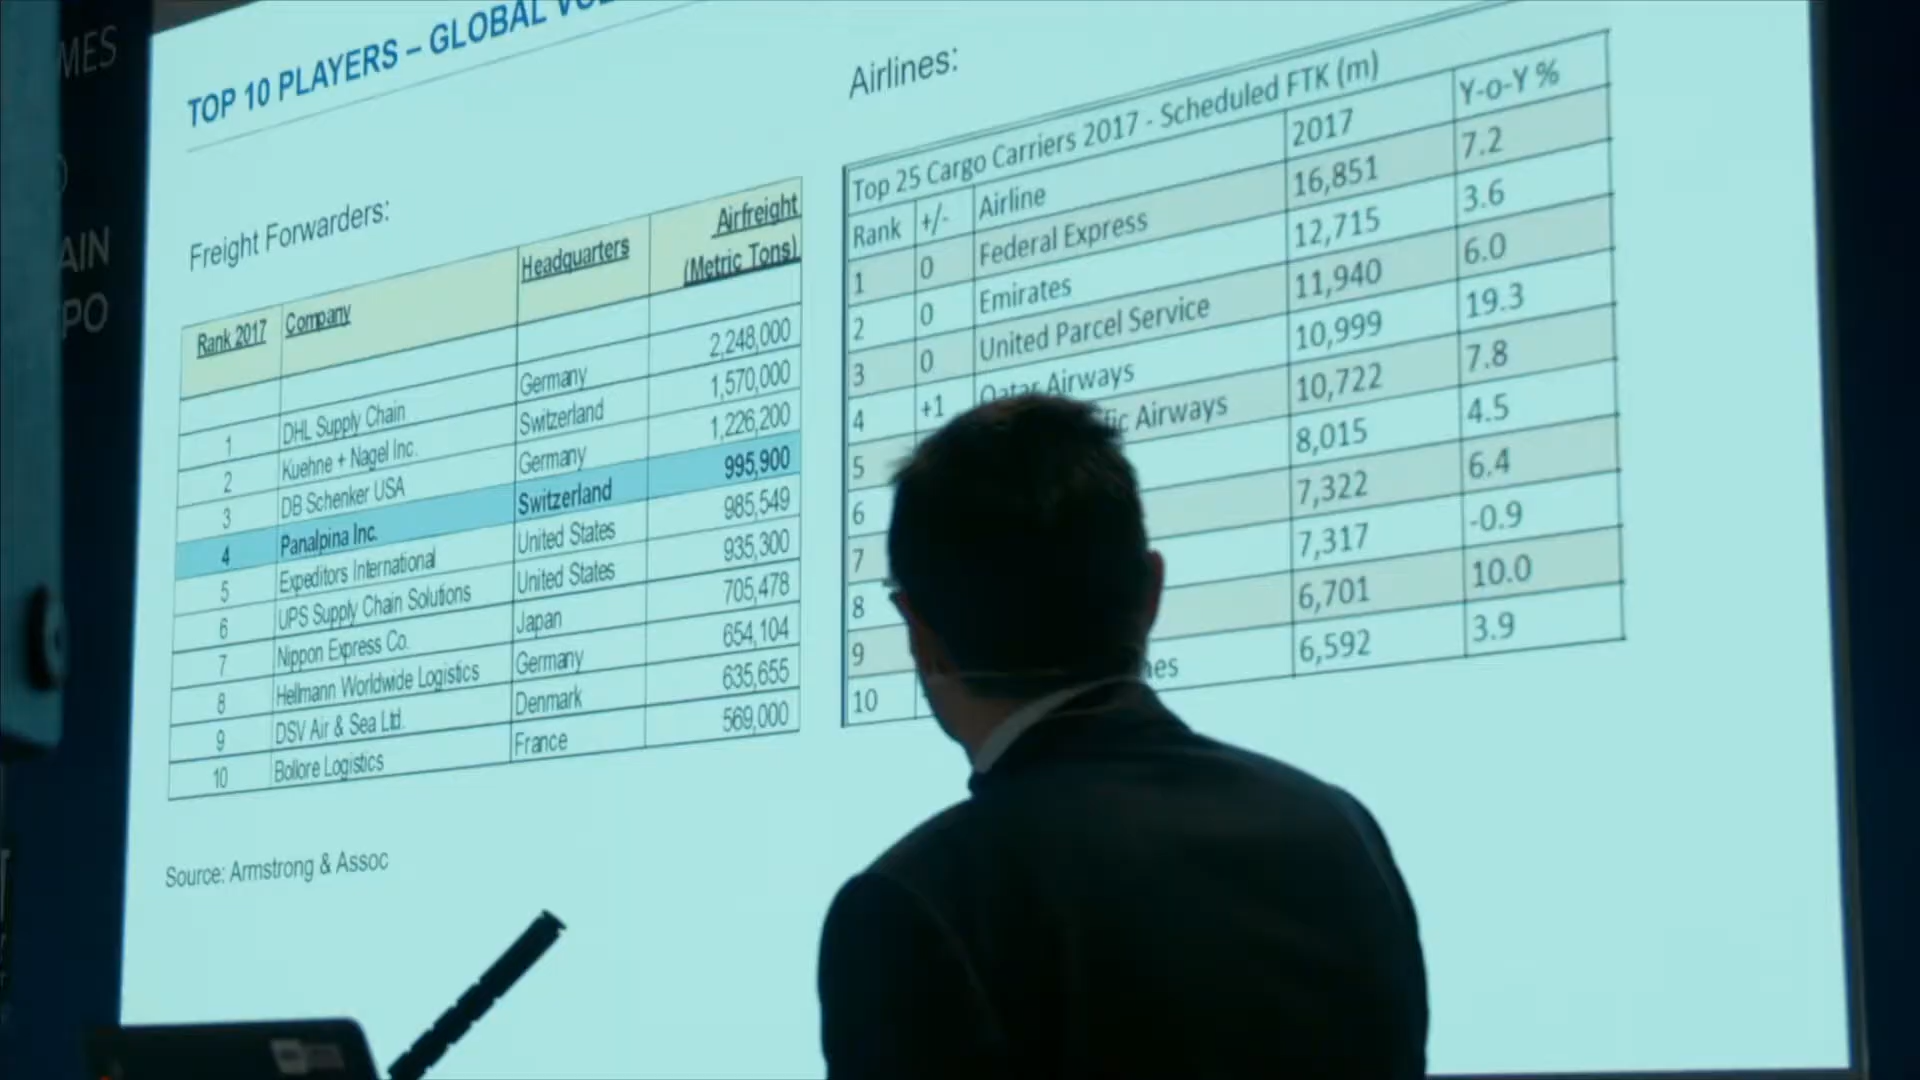 TOP 10 PLAYERS – GLOBAL
Freight Forwarders:
Rank 2017 Company Headquarters Airfreight (Metric Tons)
1 DHL Supply Chain Germany 2,248,000
2 Kuehne + Nagel Inc. Switzerland 1,570,000
3 DB Schenker USA Germany 1,226,200
4 Panalpina Inc. Switzerland 995,900
5 Expeditors International United States 985,549
6 UPS Supply Chain Solutions United States 935,300
7 Nippon Express Co. Japan 705,478
8 Hellmann Worldwide Logistics Germany 654,104
9 DSV Air & Sea Ltd. Denmark 635,655
10 Bollore Logistics France 569,000
Source: Armstrong & Assoc
Airlines:
Top 25 Cargo Carriers 2017 - Scheduled FTK (m)
Rank +/- Airline 2017 Y-o-Y %
1 0 Federal Express 16,851 7.2
2 0 Emirates 12,715 3.6
3 0 United Parcel Service 11,940 6.0
4 +1 Qatar Airways 10,999 19.3
5 Airways 10,722 7.8
6 8,015 4.5
7 7,322 6.4
8 7,317 -0.9
9 6,701 10.0
10 6,592 3.9